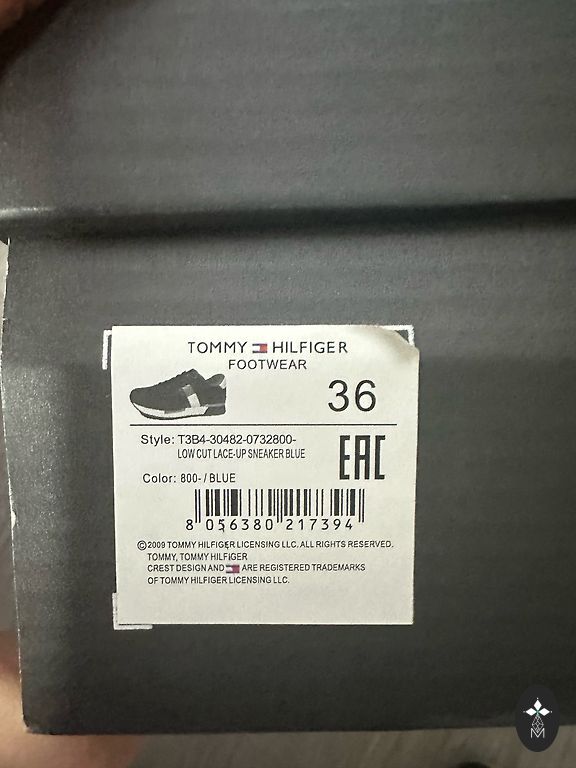 TOMMY HILFIGER
FOOTWEAR
36
Style: T3B4-30482-0732800-
LOW CUT LACE-UP SNEAKER BLUE
EAC
Color: 800-/BLUE
8 056380 217394
©2009 TOMMY HILFIGER LICENSING LLC. ALL RIGHTS RESERVED.
TOMMY, TOMMY HILFIGER
CREST DESIGN AND ARE REGISTERED TRADEMARKS
OF TOMMY HILFIGER LICENSING LLC.
M